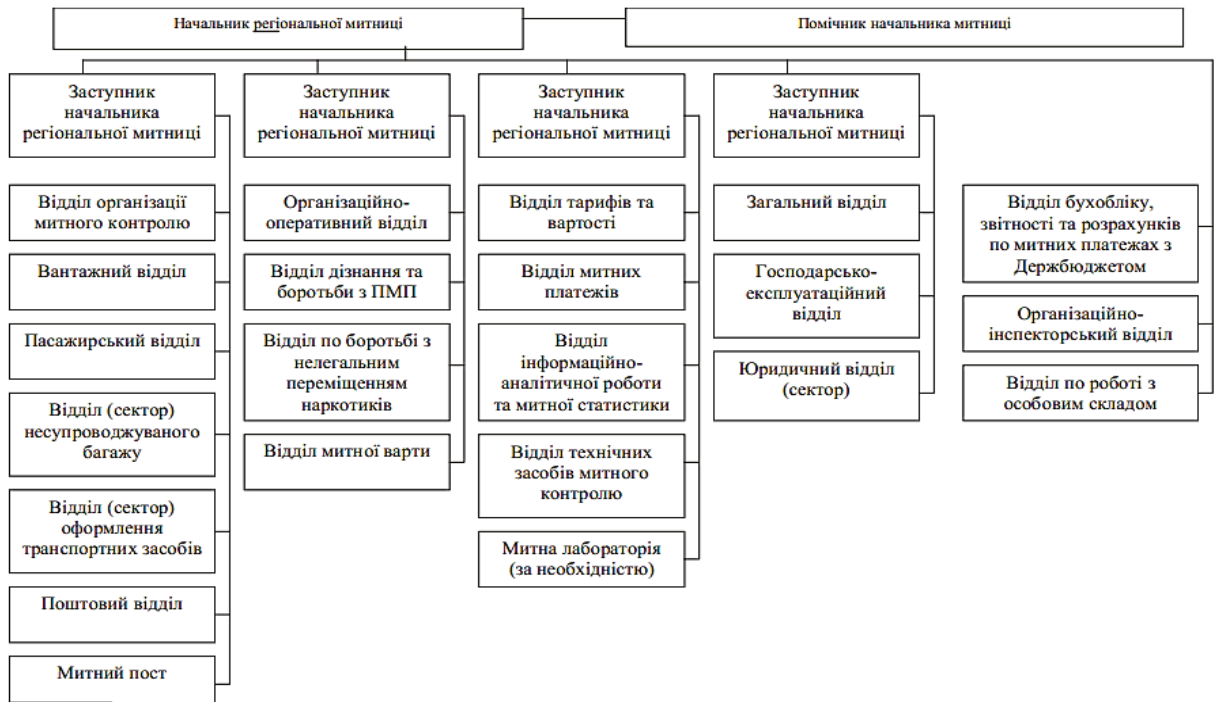 Начальник регіональної митниці
Помічник начальника митниці
Заступник
начальника
регіональної митниці
Відділ організації
митного контролю
Вантажний відділ
Пасажирський відділ
Відділ (сектор)
несупроводжуваного
багажу
Відділ (сектор)
оформлення
транспортних засобів
Поштовий відділ
Митний пост
Заступник
начальника
регіональної митниці
Організаційно-
оперативний відділ
Відділ дізнання та
боротьби з ПМП
Відділ по боротьбі з
нелегальним
переміщенням
наркотиків
Відділ митної варти
Заступник
начальника
регіональної митниці
Відділ тарифів та
вартості
Відділ митних
платежів
Відділ
інформаційно-
аналітичної роботи
та митної статистики
Відділ технічних
засобів митного
контролю
Митна лабораторія
(за необхідністю)
Заступник
начальника
регіональної митниці
Загальний відділ
Господарсько-
експлуатаційний
відділ
Юридичний відділ
(сектор)
Відділ бухобліку,
звітності та розрахунків
по митних платежах з
Держбюджетом
Організаційно-
інспекторський відділ
Відділ по роботі з
особовим складом